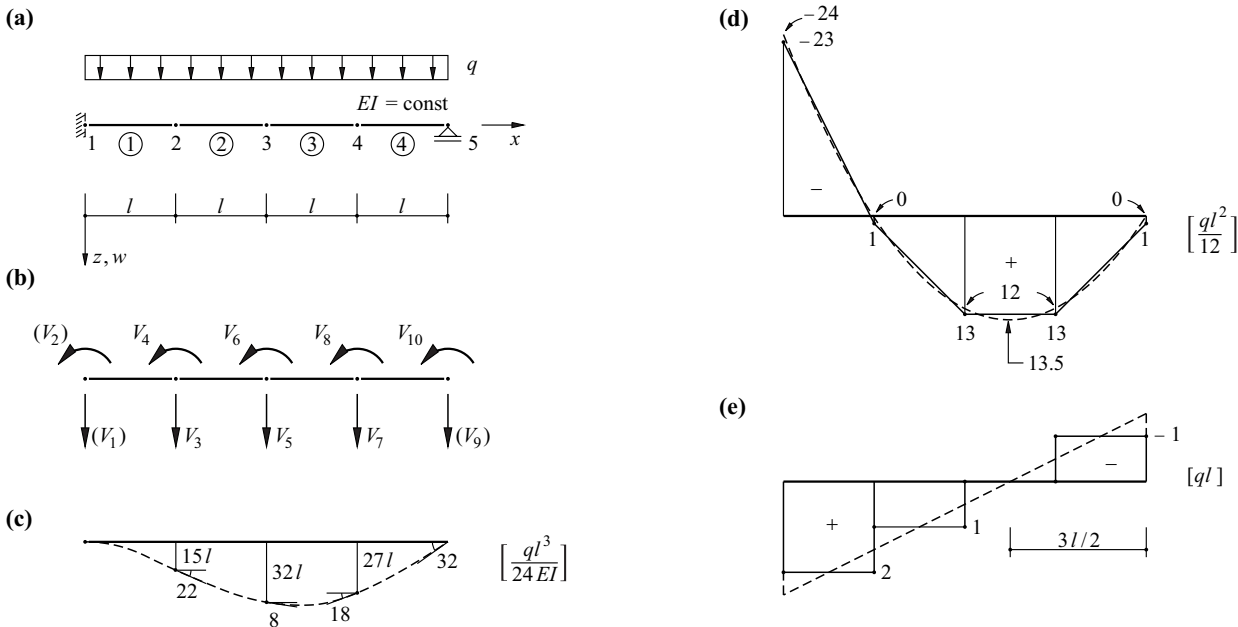 (a)
q
EI = const
1 ① 2 ② 3 ③ 4 ④ 5 x
l l l l
z, w
(b)
(V₂) V₄ V₆ V₈ V₁₀
(V₁) V₃ V₅ V₇ (V₉)
(c)
15l 32l 27l 32
22 8 18
[ql³/24EI]
(d)
−24
−23
−
0 0
1 1
+
12
13 13
13.5
[ql²/12]
(e)
− 1
−
+
1
2
3l/2
[ql]